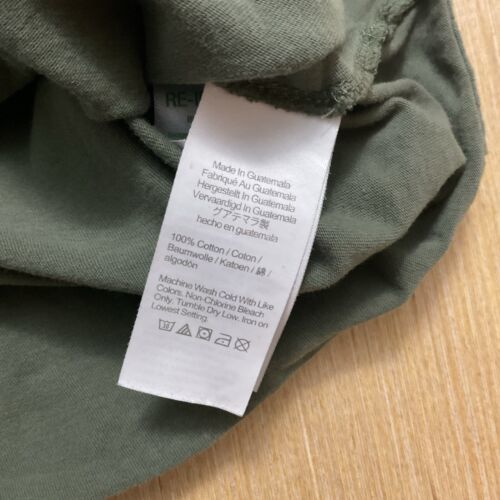 RE-
Made In Guatemala
Fabriqué Au Guatemala
Hergestellt In Guatemala
Vervaardigd In Guatemala
グアテマラ製
hecho en guatemala
100% Cotton / Coton /
Baumwolle / Katoen / 綿 /
algodón
Machine Wash Cold With Like
Colors. Non-Chlorine Bleach
Only. Tumble Dry Low. Iron on
Lowest Setting.